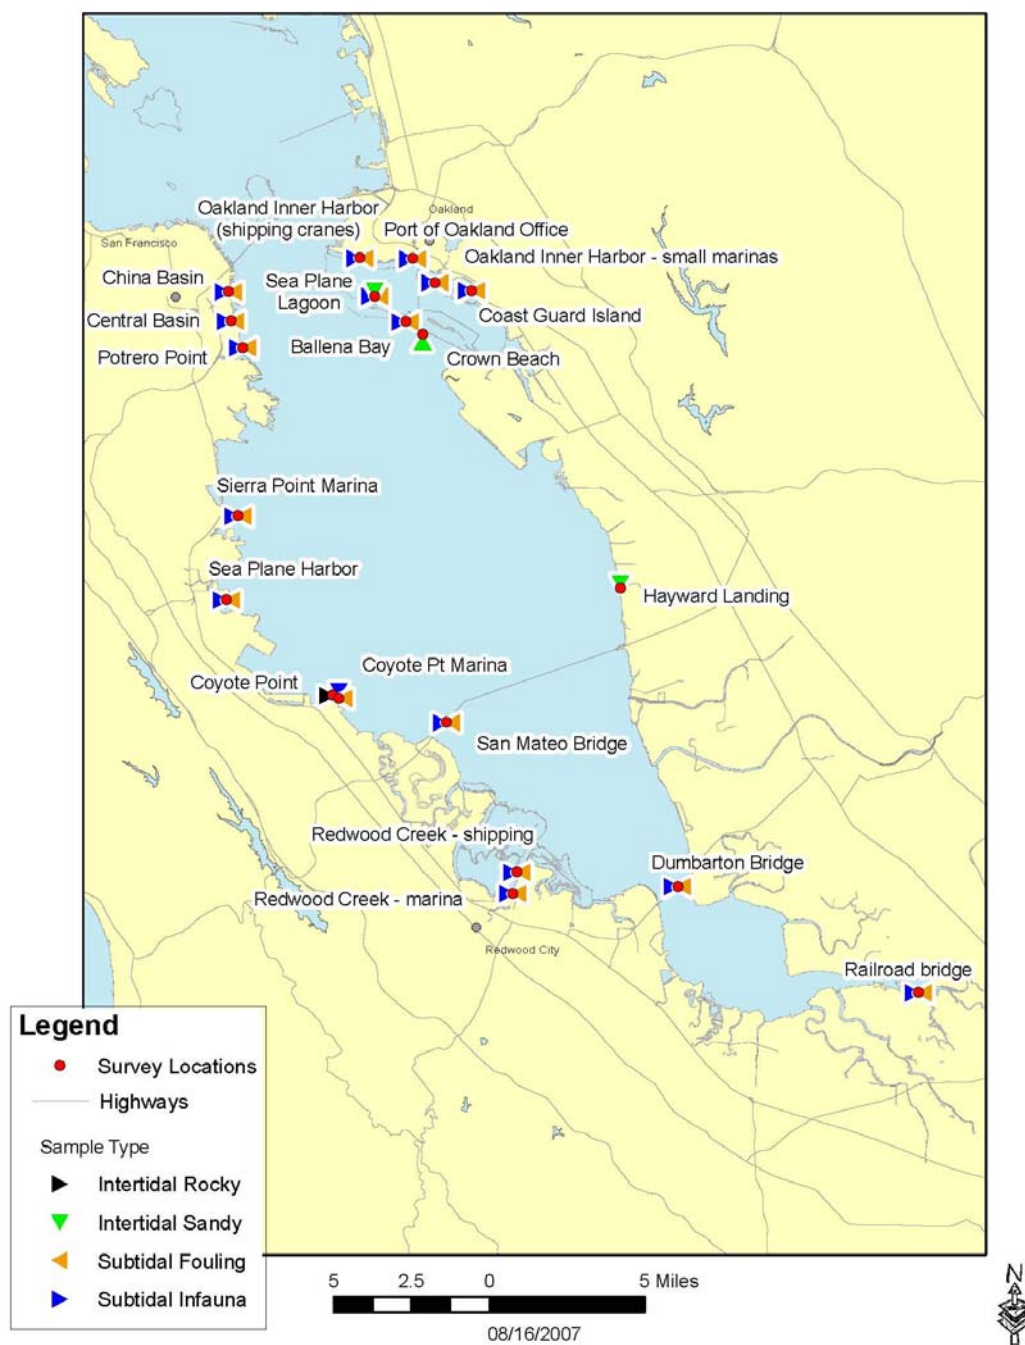 Oakland Inner Harbor
(shipping cranes)
Oakland
Port of Oakland Office
San Francisco
Oakland Inner Harbor - small marinas
China Basin
Sea Plane
Lagoon
Central Basin
Coast Guard Island
Potrero Point
Ballena Bay
Crown Beach
Sierra Point Marina
Sea Plane Harbor
Hayward Landing
Coyote Pt Marina
Coyote Point
San Mateo Bridge
Redwood Creek - shipping
Dumbarton Bridge
Redwood Creek - marina
Redwood City
Railroad bridge
Legend
Survey Locations
Highways
Sample Type
Intertidal Rocky
Intertidal Sandy
Subtidal Fouling
Subtidal Infauna
5 2.5 0 5 Miles
08/16/2007
N